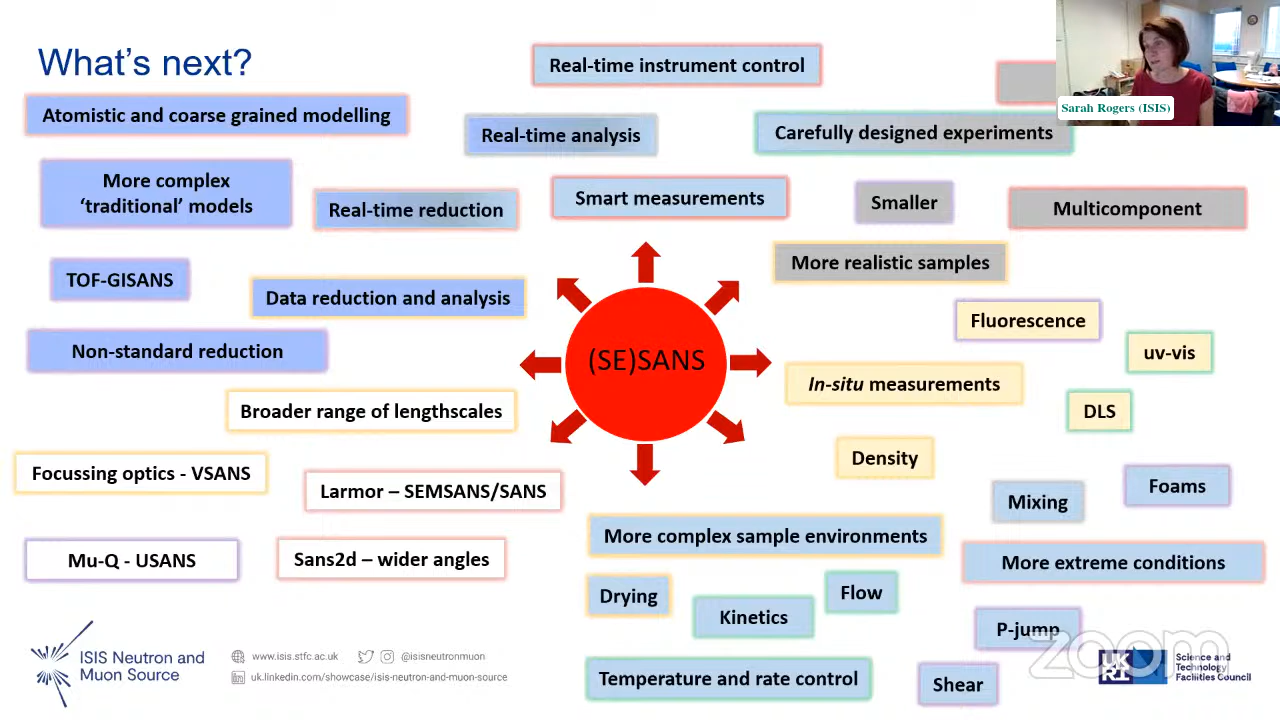 What's next?
Real-time instrument control
Sarah Rogers (ISIS)
Atomistic and coarse grained modelling
Real-time analysis
Carefully designed experiments
More complex
'traditional' models
Real-time reduction
Smart measurements
Smaller
Multicomponent
TOF-GISANS
Data reduction and analysis
More realistic samples
Non-standard reduction
(SE)SANS
Fluorescence
uv-vis
In-situ measurements
DLS
Broader range of lengthscales
Focussing optics - VSANS
Larmor – SEMSANS/SANS
Density
Mixing
Foams
Mu-Q - USANS
Sans2d – wider angles
More complex sample environments
More extreme conditions
Drying
Kinetics
Flow
P-jump
Temperature and rate control
Shear
ISIS Neutron and
Muon Source
www.isis.stfc.ac.uk
@isisneutronmuon
uk.linkedin.com/showcase/isis-neutron-and-muon-source
zoom
UK
RI
Science and
Technology
Facilities Council